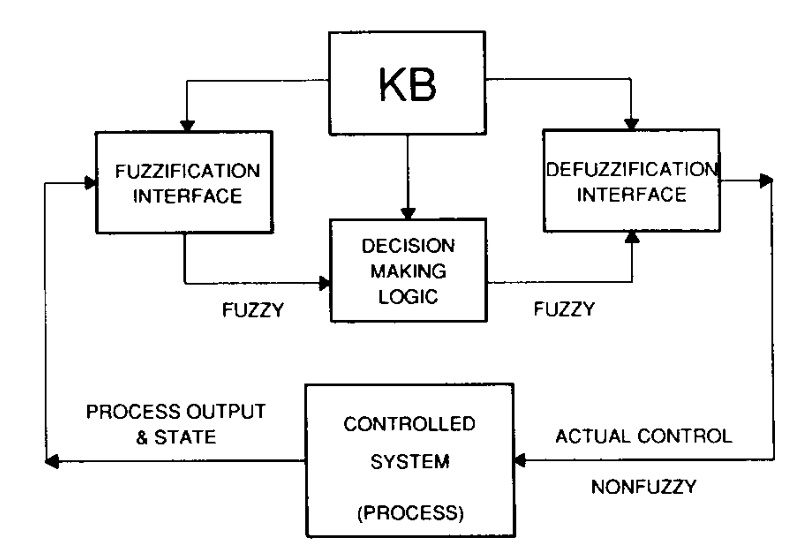 KB
FUZZIFICATION
INTERFACE
DEFUZZIFICATION
INTERFACE
DECISION
MAKING
LOGIC
FUZZY
FUZZY
PROCESS OUTPUT
& STATE
CONTROLLED
SYSTEM
(PROCESS)
ACTUAL CONTROL
NONFUZZY